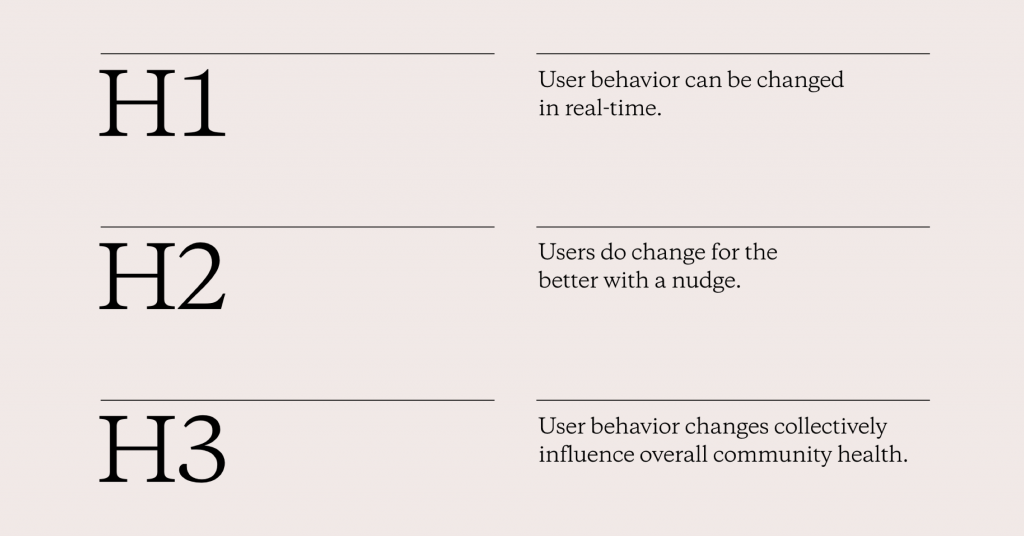 H1
User behavior can be changed
in real-time.
H2
Users do change for the
better with a nudge.
H3
User behavior changes collectively
influence overall community health.